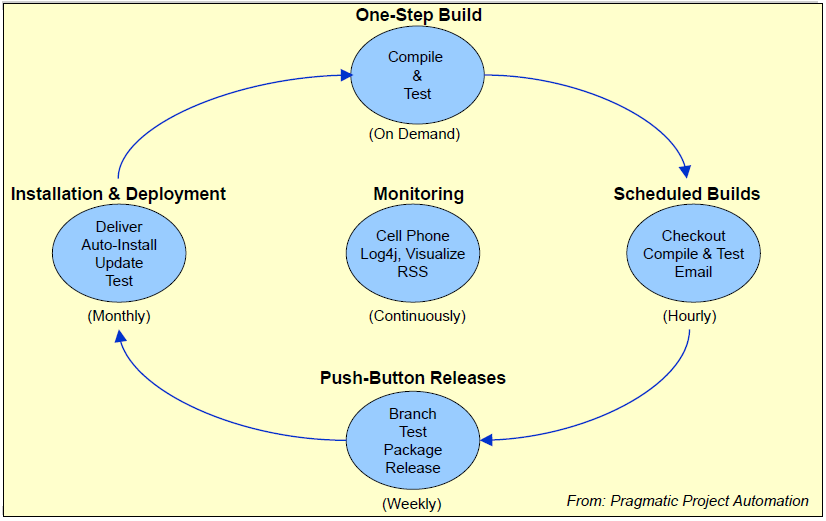 One-Step Build
Compile
&
Test
(On Demand)
Installation & Deployment
Deliver
Auto-Install
Update
Test
(Monthly)
Monitoring
Cell Phone
Log4j, Visualize
RSS
(Continuously)
Scheduled Builds
Checkout
Compile & Test
Email
(Hourly)
Push-Button Releases
Branch
Test
Package
Release
(Weekly)
From: Pragmatic Project Automation